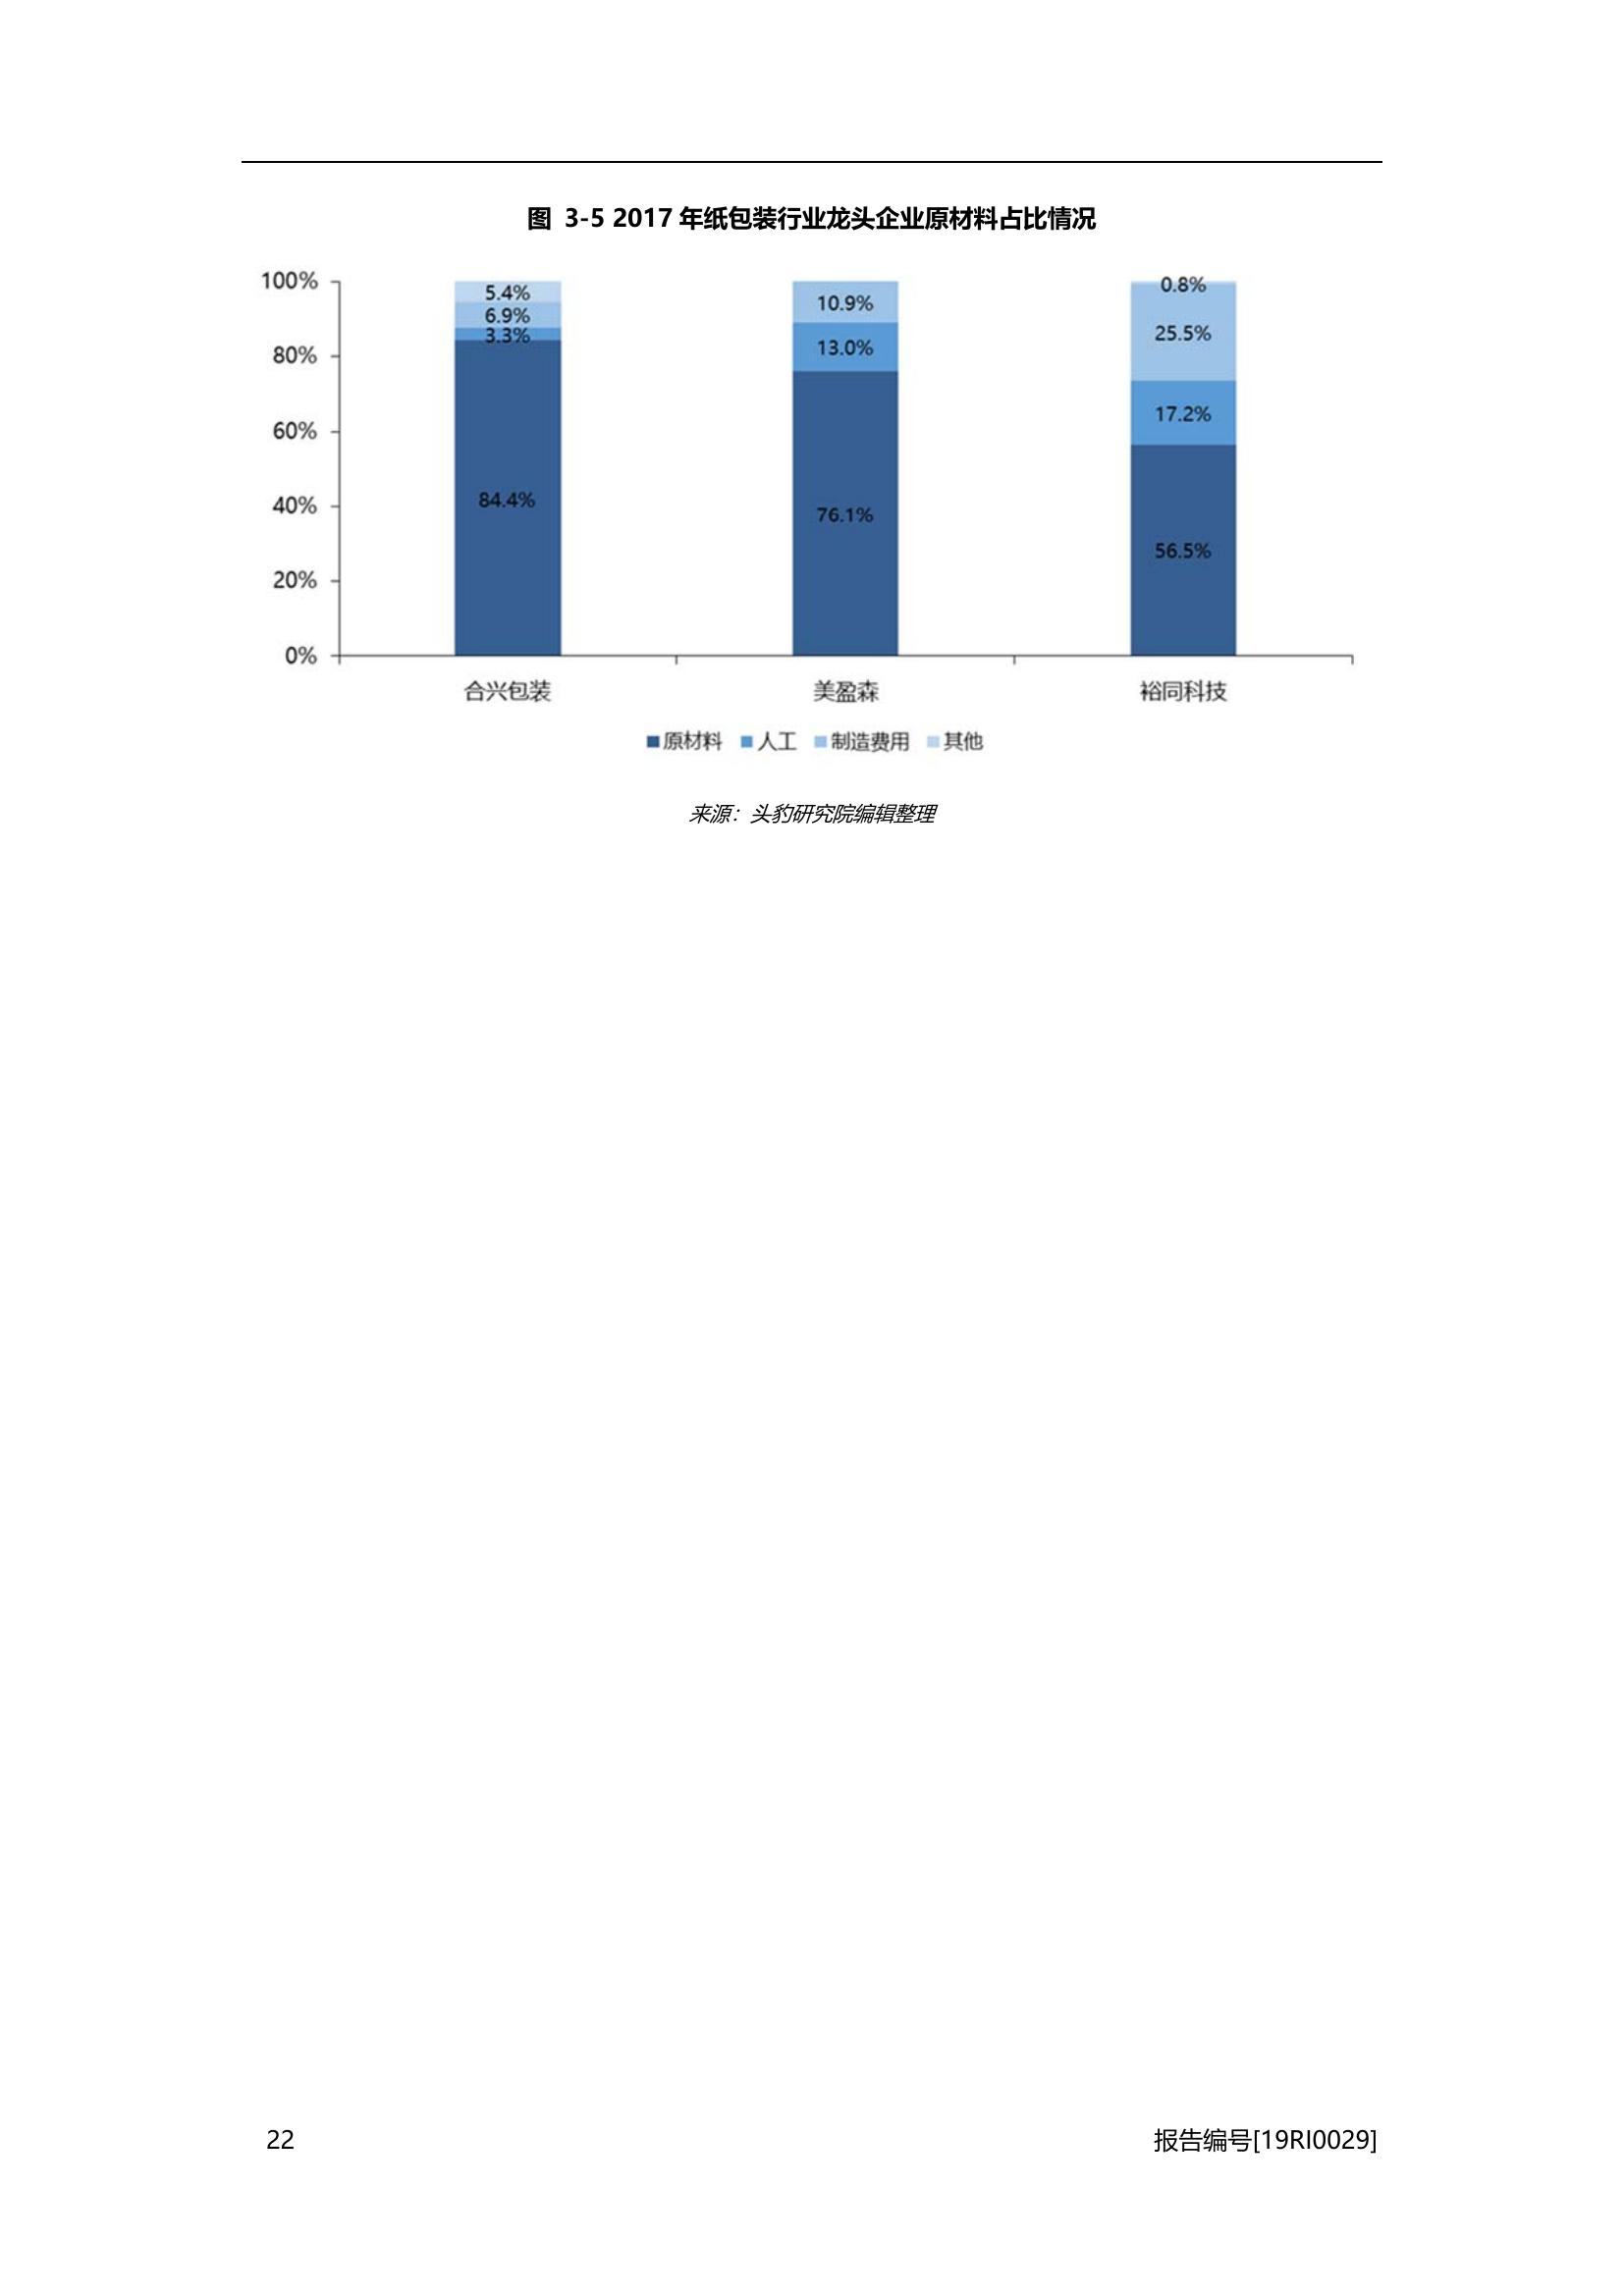 图 3-5 2017 年纸包装行业龙头企业原材料占比情况
100%
80%
60%
40%
20%
0%
5.4%
6.9%
3.3%
84.4%
10.9%
13.0%
76.1%
0.8%
25.5%
17.2%
56.5%
合兴包装
美盈森
裕同科技
原材料 人工 制造费用 其他
来源：头豹研究院编辑整理
22
报告编号[19RI0029]